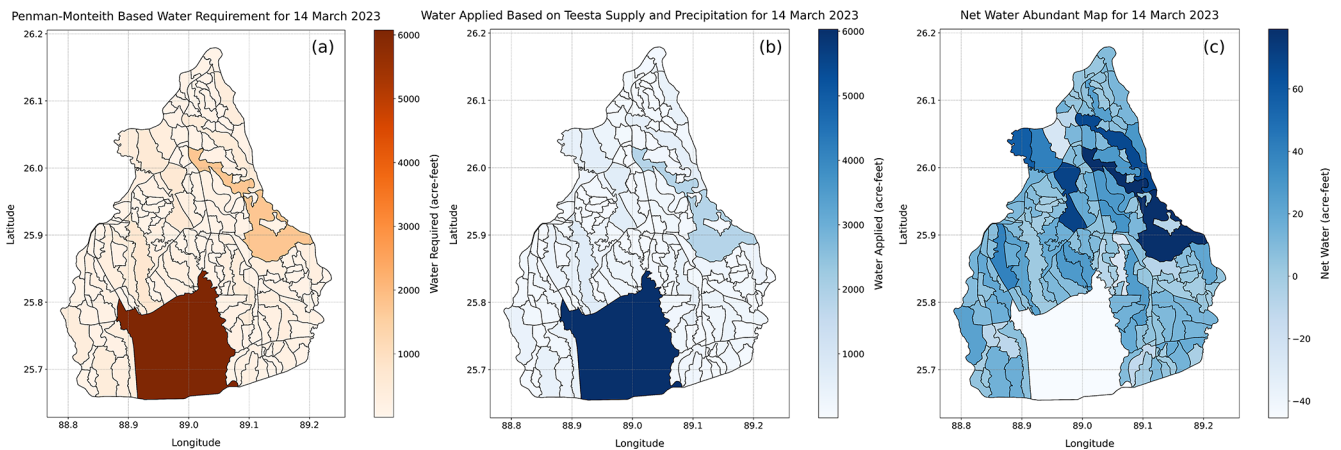 Penman-Monteith Based Water Requirement for 14 March 2023
(a)
26.2
26.1
26.0
25.9
25.8
25.7
Latitude
88.8 88.9 89.0 89.1 89.2
Longitude
6000
5000
4000
3000
2000
1000
Water Required (acre-feet)
Water Applied Based on Teesta Supply and Precipitation for 14 March 2023
(b)
26.2
26.1
26.0
25.9
25.8
25.7
Latitude
88.8 88.9 89.0 89.1 89.2
Longitude
6000
5000
4000
3000
2000
1000
Water Applied (acre-feet)
Net Water Abundant Map for 14 March 2023
(c)
26.2
26.1
26.0
25.9
25.8
25.7
Latitude
88.8 88.9 89.0 89.1 89.2
Longitude
60
40
20
0
−20
−40
Net Water (acre-feet)